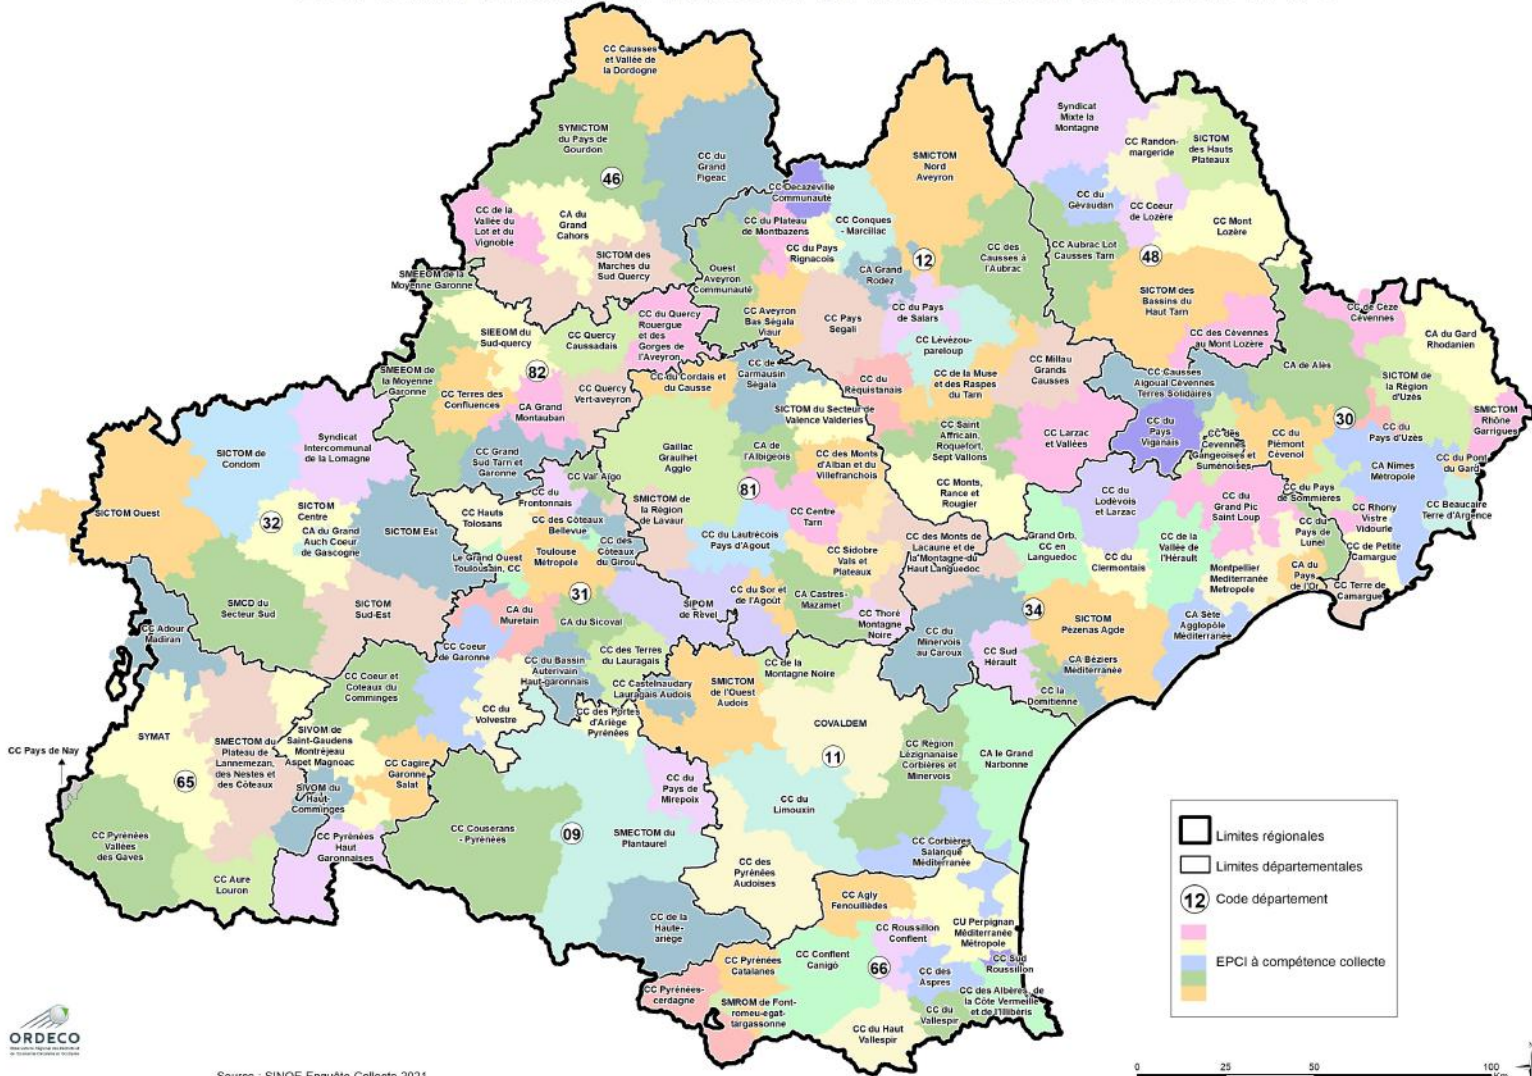 CC Causses
et Vallée de
la Dordogne
SYMICTOM
du Pays de
Gourdon
46
CC du
Grand
Figeac
CC de la
Vallée du
Lot et du
Vignoble
CA du
Grand
Cahors
SICTOM des
Marches du
Sud Quercy
SMEEOM de la
Moyenne Garonne
CC Decazeville
Communauté
CC du Plateau
de Montbazens
CC Conques
- Marcillac
CC du Pays
Rignacois
SMICTOM
Nord
Aveyron
12
CA Grand
Rodez
CC des
Causses à
l'Aubrac
Ouest
Aveyron
Communauté
CC Aveyron
Bas Ségala
Viaur
CC Pays
Segali
CC du Pays
de Salars
CC Lévézou-
pareloup
CC du
Réquistanais
CC de la Muse
et des Raspes
du Tarn
CC Millau
Grands
Causses
CC Saint
Affricain,
Roquefort,
Sept Vallons
CC Larzac
et Vallées
CC Monts,
Rance et
Rougier
Syndicat
Mixte la
Montagne
CC Randon-
margeride
SICTOM
des Hauts
Plateaux
CC du
Gévaudan
CC Coeur
de Lozère
CC Mont
Lozère
CC Aubrac Lot
Causses Tarn
48
SICTOM des
Bassins du
Haut Tarn
CC des Cévennes
au Mont Lozère
CC de Cèze
Cévennes
CA du Gard
Rhodanien
CA de Alès
CC Causses
Aigoual Cévennes
Terres Solidaires
SICTOM de
la Région
d'Uzès
SMICTOM
Rhône
Garrigues
30
CC du
Pays
Viganais
CC des
Cévennes
Gangeoises et
Suménoises
CC du
Piémont
Cévenol
CC du
Pays d'Uzès
CA Nîmes
Métropole
CC du Pont
du Gard
CC du Pays
de Sommières
CC Beaucaire
Terre d'Argence
CC Rhony
Vistre
Vidourle
CC du
Pays de
Lunel
CC de Petite
Camargue
CC Terre de
Camargue
SIEEOM du
Sud-quercy
CC Quercy
Caussadais
CC du Quercy
Rouergue
et des
Gorges de
l'Aveyron
82
SMEEOM de
la Moyenne
Garonne
CC Terres des
Confluences
CA Grand
Montauban
CC Quercy
Vert-aveyron
CC Grand
Sud Tarn et
Garonne
CC du Cordais et
du Causse
CC de
Carmausin
Ségala
SICTOM du Secteur de
Valence Valderies
Gaillac
Graulhet
Agglo
CA de
l'Albigeois
CC des Monts
d'Alban et du
Villefranchois
81
CC Centre
Tarn
SMICTOM de
la Région
de Lavaur
CC du Lautrécois
Pays d'Agout
CC Sidobre
Vals et
Plateaux
CC des Monts de
Lacaune et de
la Montagne du
Haut Languedoc
CC du Sor et
de l'Agoût
CA Castres-
Mazamet
CC Thoré
Montagne
Noire
SIPOM
de Revel
SICTOM de
Condom
Syndicat
Intercommunal
de la Lomagne
SICTOM Ouest
32
SICTOM
Centre
CA du Grand
Auch Coeur
de Gascogne
SICTOM Est
SMCD du
Secteur Sud
SICTOM
Sud-Est
CC Adour
Madiran
CC Val' Aïgo
CC du
Frontonnais
CC Hauts
Tolosans
CC des Côteaux
Bellevue
CC des
Côteaux
du Girou
Le Grand Ouest
Toulousain, CC
Toulouse
Métropole
31
CA du
Muretain
CA du Sicoval
CC Coeur
de Garonne
CC du Bassin
Auterivain
Haut-garonnais
CC des Terres
du Lauragais
CC du
Volvestre
CC Coeur et
Coteaux du
Comminges
SIVOM de
Saint-Gaudens
Montréjeau
Aspet Magnoac
CC Cagire
Garonne
Salat
SIVOM du
Haut-
Comminges
CC Pyrénées
Haut
Garonnaises
CC Pays de Nay
SYMAT
65
SMECTOM du
Plateau de
Lannemezan,
des Nestes et
des Côteaux
CC Pyrénées
Vallées
des Gaves
CC Aure
Louron
CC des Portes
d'Ariège
Pyrénées
CC du
Pays de
Mirepoix
CC Couserans
- Pyrénées
09
SMECTOM du
Plantaurel
CC de la
Haute-
ariège
CC Castelnaudary
Lauragais Audois
SMICTOM
de l'Ouest
Audois
CC de la
Montagne Noire
COVALDEM
11
CC Région
Lézignanaise
Corbières et
Minervois
CA le Grand
Narbonne
CC du
Limouxin
CC Corbières
Salanque
Méditerranée
CC des
Pyrénées
Audoises
Grand Orb,
CC en
Languedoc
CC du
Lodévois
et Larzac
CC du
Grand Pic
Saint Loup
CC de la
Vallée de
l'Hérault
CC du
Clermontais
Montpellier
Mediterranée
Metropole
CA du
Pays
de l'Or
34
SICTOM
Pézenas Agde
CA Sète
Agglopôle
Méditerranée
CC du
Minervois
au Caroux
CC Sud
Hérault
CA Béziers
Méditerranée
CC la
Domitienne
CC Agly
Fenouillèdes
CC Roussillon
Conflent
CU Perpignan
Méditerranée
Métropole
CC Sud
Roussillon
CC Pyrénées
Catalanes
CC Conflent
Canigò
66
CC des
Aspres
CC Pyrénées-
cerdagne
SMROM de Font-
romeu-egat-
targassonne
CC du
Vallespir
CC des Albères, de
la Côte Vermeille
et de l'Illibéris
CC du Haut
Vallespir
Limites régionales
Limites départementales
12 Code département
EPCI à compétence collecte
ORDECO
Source : SINOE Enquête Collecte 2021
0 25 50 100
Km